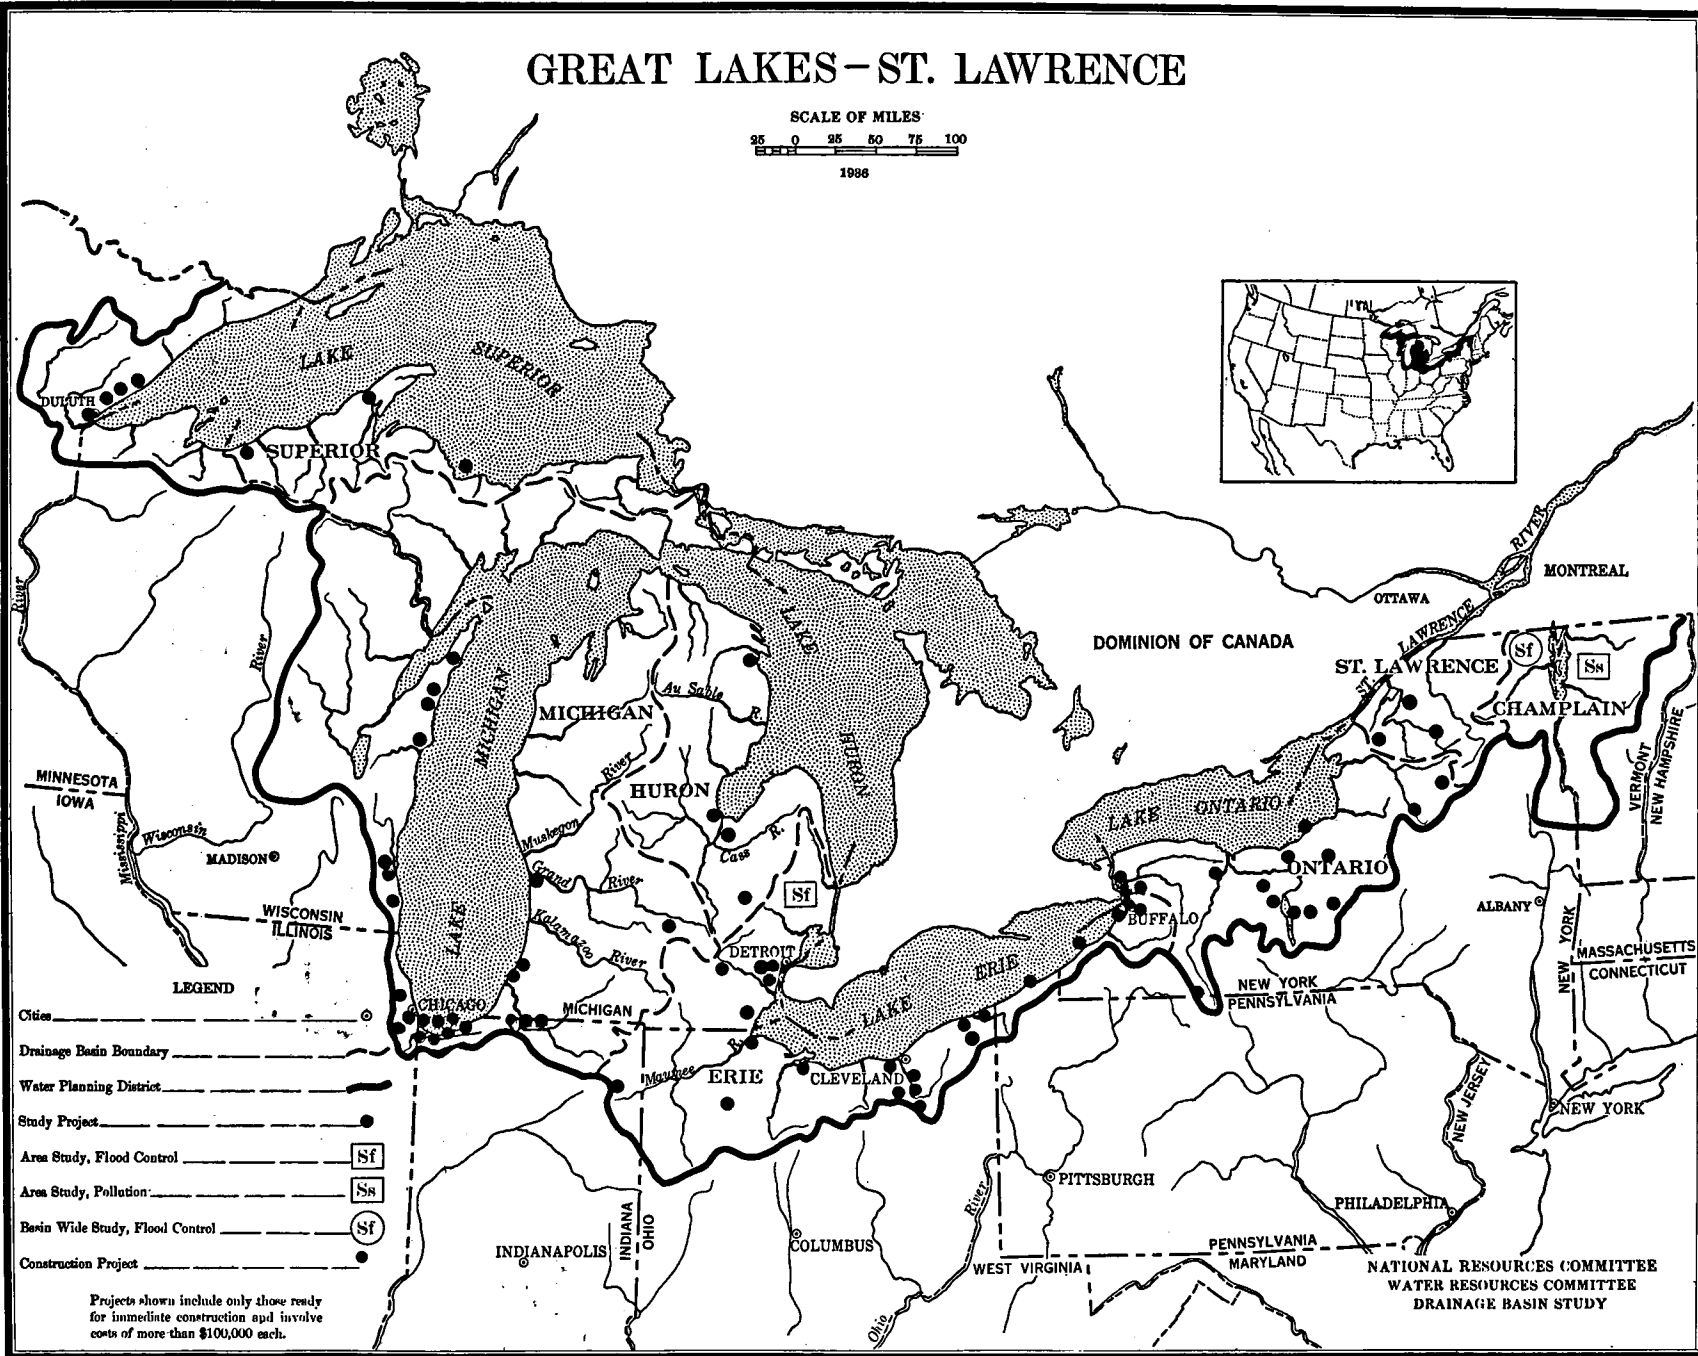 GREAT LAKES–ST. LAWRENCE
SCALE OF MILES
25 0 25 50 75 100
1936
LAKE SUPERIOR
DULUTH
SUPERIOR
RIVER
MONTREAL
OTTAWA
ST. LAWRENCE
DOMINION OF CANADA
ST. LAWRENCE
Sf
Ss
CHAMPLAIN
River
River
LAKE HURON
LAKE MICHIGAN
MICHIGAN
Au Sable R.
River
HURON
Muskegon
Cass R.
Grand River
Kalamazoo River
Sf
DETROIT
LAKE ONTARIO
ONTARIO
BUFFALO
VERMONT
NEW HAMPSHIRE
MINNESOTA
IOWA
Mississippi
Wisconsin
MADISON
WISCONSIN
ILLINOIS
ALBANY
NEW YORK
MASSACHUSETTS
CONNECTICUT
LAKE ERIE
NEW YORK
PENNSYLVANIA
CHICAGO
MICHIGAN
Maumee R.
ERIE
CLEVELAND
NEW JERSEY
NEW YORK
PITTSBURGH
PHILADELPHIA
INDIANAPOLIS
INDIANA
OHIO
COLUMBUS
River
Ohio
WEST VIRGINIA
PENNSYLVANIA
MARYLAND
LEGEND
Cities
Drainage Basin Boundary
Water Planning District
Study Project
Area Study, Flood Control Sf
Area Study, Pollution Ss
Basin Wide Study, Flood Control Sf
Construction Project
Projects shown include only those ready
for immediate construction and involve
costs of more than $100,000 each.
NATIONAL RESOURCES COMMITTEE
WATER RESOURCES COMMITTEE
DRAINAGE BASIN STUDY